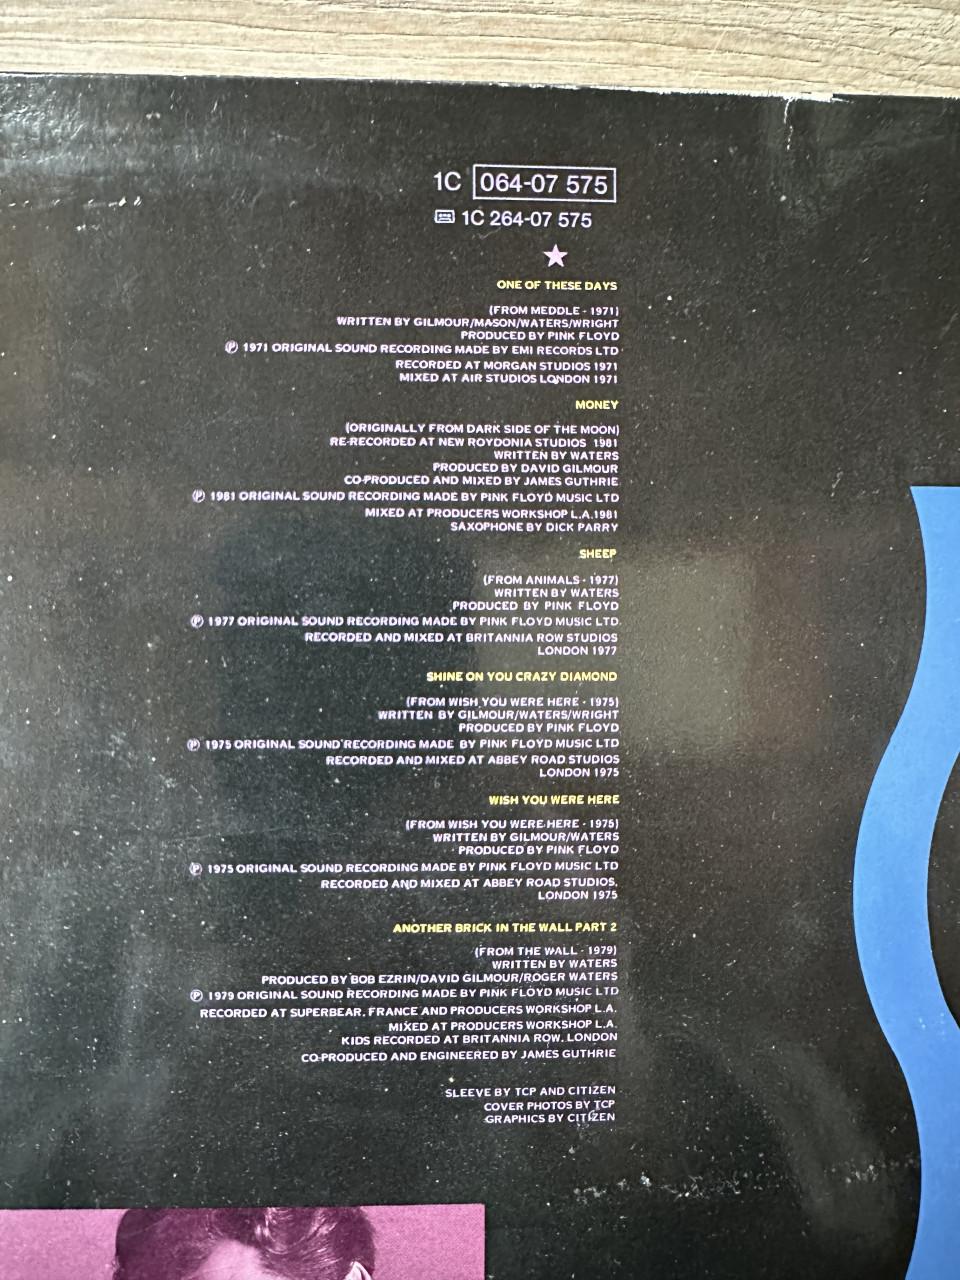 1C 064-07 575
1C 264-07 575
ONE OF THESE DAYS
(FROM MEDDLE - 1971)
WRITTEN BY GILMOUR/MASON/WATERS/WRIGHT
PRODUCED BY PINK FLOYD
℗ 1971 ORIGINAL SOUND RECORDING MADE BY EMI RECORDS LTD
RECORDED AT MORGAN STUDIOS 1971
MIXED AT AIR STUDIOS LONDON 1971
MONEY
(ORIGINALLY FROM DARK SIDE OF THE MOON)
RE-RECORDED AT NEW ROYDONIA STUDIOS 1981
WRITTEN BY WATERS
PRODUCED BY DAVID GILMOUR
CO-PRODUCED AND MIXED BY JAMES GUTHRIE
℗ 1981 ORIGINAL SOUND RECORDING MADE BY PINK FLOYD MUSIC LTD
MIXED AT PRODUCERS WORKSHOP L.A.1981
SAXOPHONE BY DICK PARRY
SHEEP
(FROM ANIMALS - 1977)
WRITTEN BY WATERS
PRODUCED BY PINK FLOYD
℗ 1977 ORIGINAL SOUND RECORDING MADE BY PINK FLOYD MUSIC LTD
RECORDED AND MIXED AT BRITANNIA ROW STUDIOS
LONDON 1977
SHINE ON YOU CRAZY DIAMOND
(FROM WISH YOU WERE HERE - 1975)
WRITTEN BY GILMOUR/WATERS/WRIGHT
PRODUCED BY PINK FLOYD
℗ 1975 ORIGINAL SOUND RECORDING MADE BY PINK FLOYD MUSIC LTD
RECORDED AND MIXED AT ABBEY ROAD STUDIOS
LONDON 1975
WISH YOU WERE HERE
(FROM WISH YOU WERE HERE - 1975)
WRITTEN BY GILMOUR/WATERS
PRODUCED BY PINK FLOYD
℗ 1975 ORIGINAL SOUND RECORDING MADE BY PINK FLOYD MUSIC LTD
RECORDED AND MIXED AT ABBEY ROAD STUDIOS,
LONDON 1975
ANOTHER BRICK IN THE WALL PART 2
(FROM THE WALL - 1979)
WRITTEN BY WATERS
PRODUCED BY BOB EZRIN/DAVID GILMOUR/ROGER WATERS
℗ 1979 ORIGINAL SOUND RECORDING MADE BY PINK FLOYD MUSIC LTD
RECORDED AT SUPERBEAR, FRANCE AND PRODUCERS WORKSHOP L.A.
MIXED AT PRODUCERS WORKSHOP L.A.
KIDS RECORDED AT BRITANNIA ROW, LONDON
CO-PRODUCED AND ENGINEERED BY JAMES GUTHRIE
SLEEVE BY TCP AND CITIZEN
COVER PHOTOS BY TCP
GRAPHICS BY CITIZEN